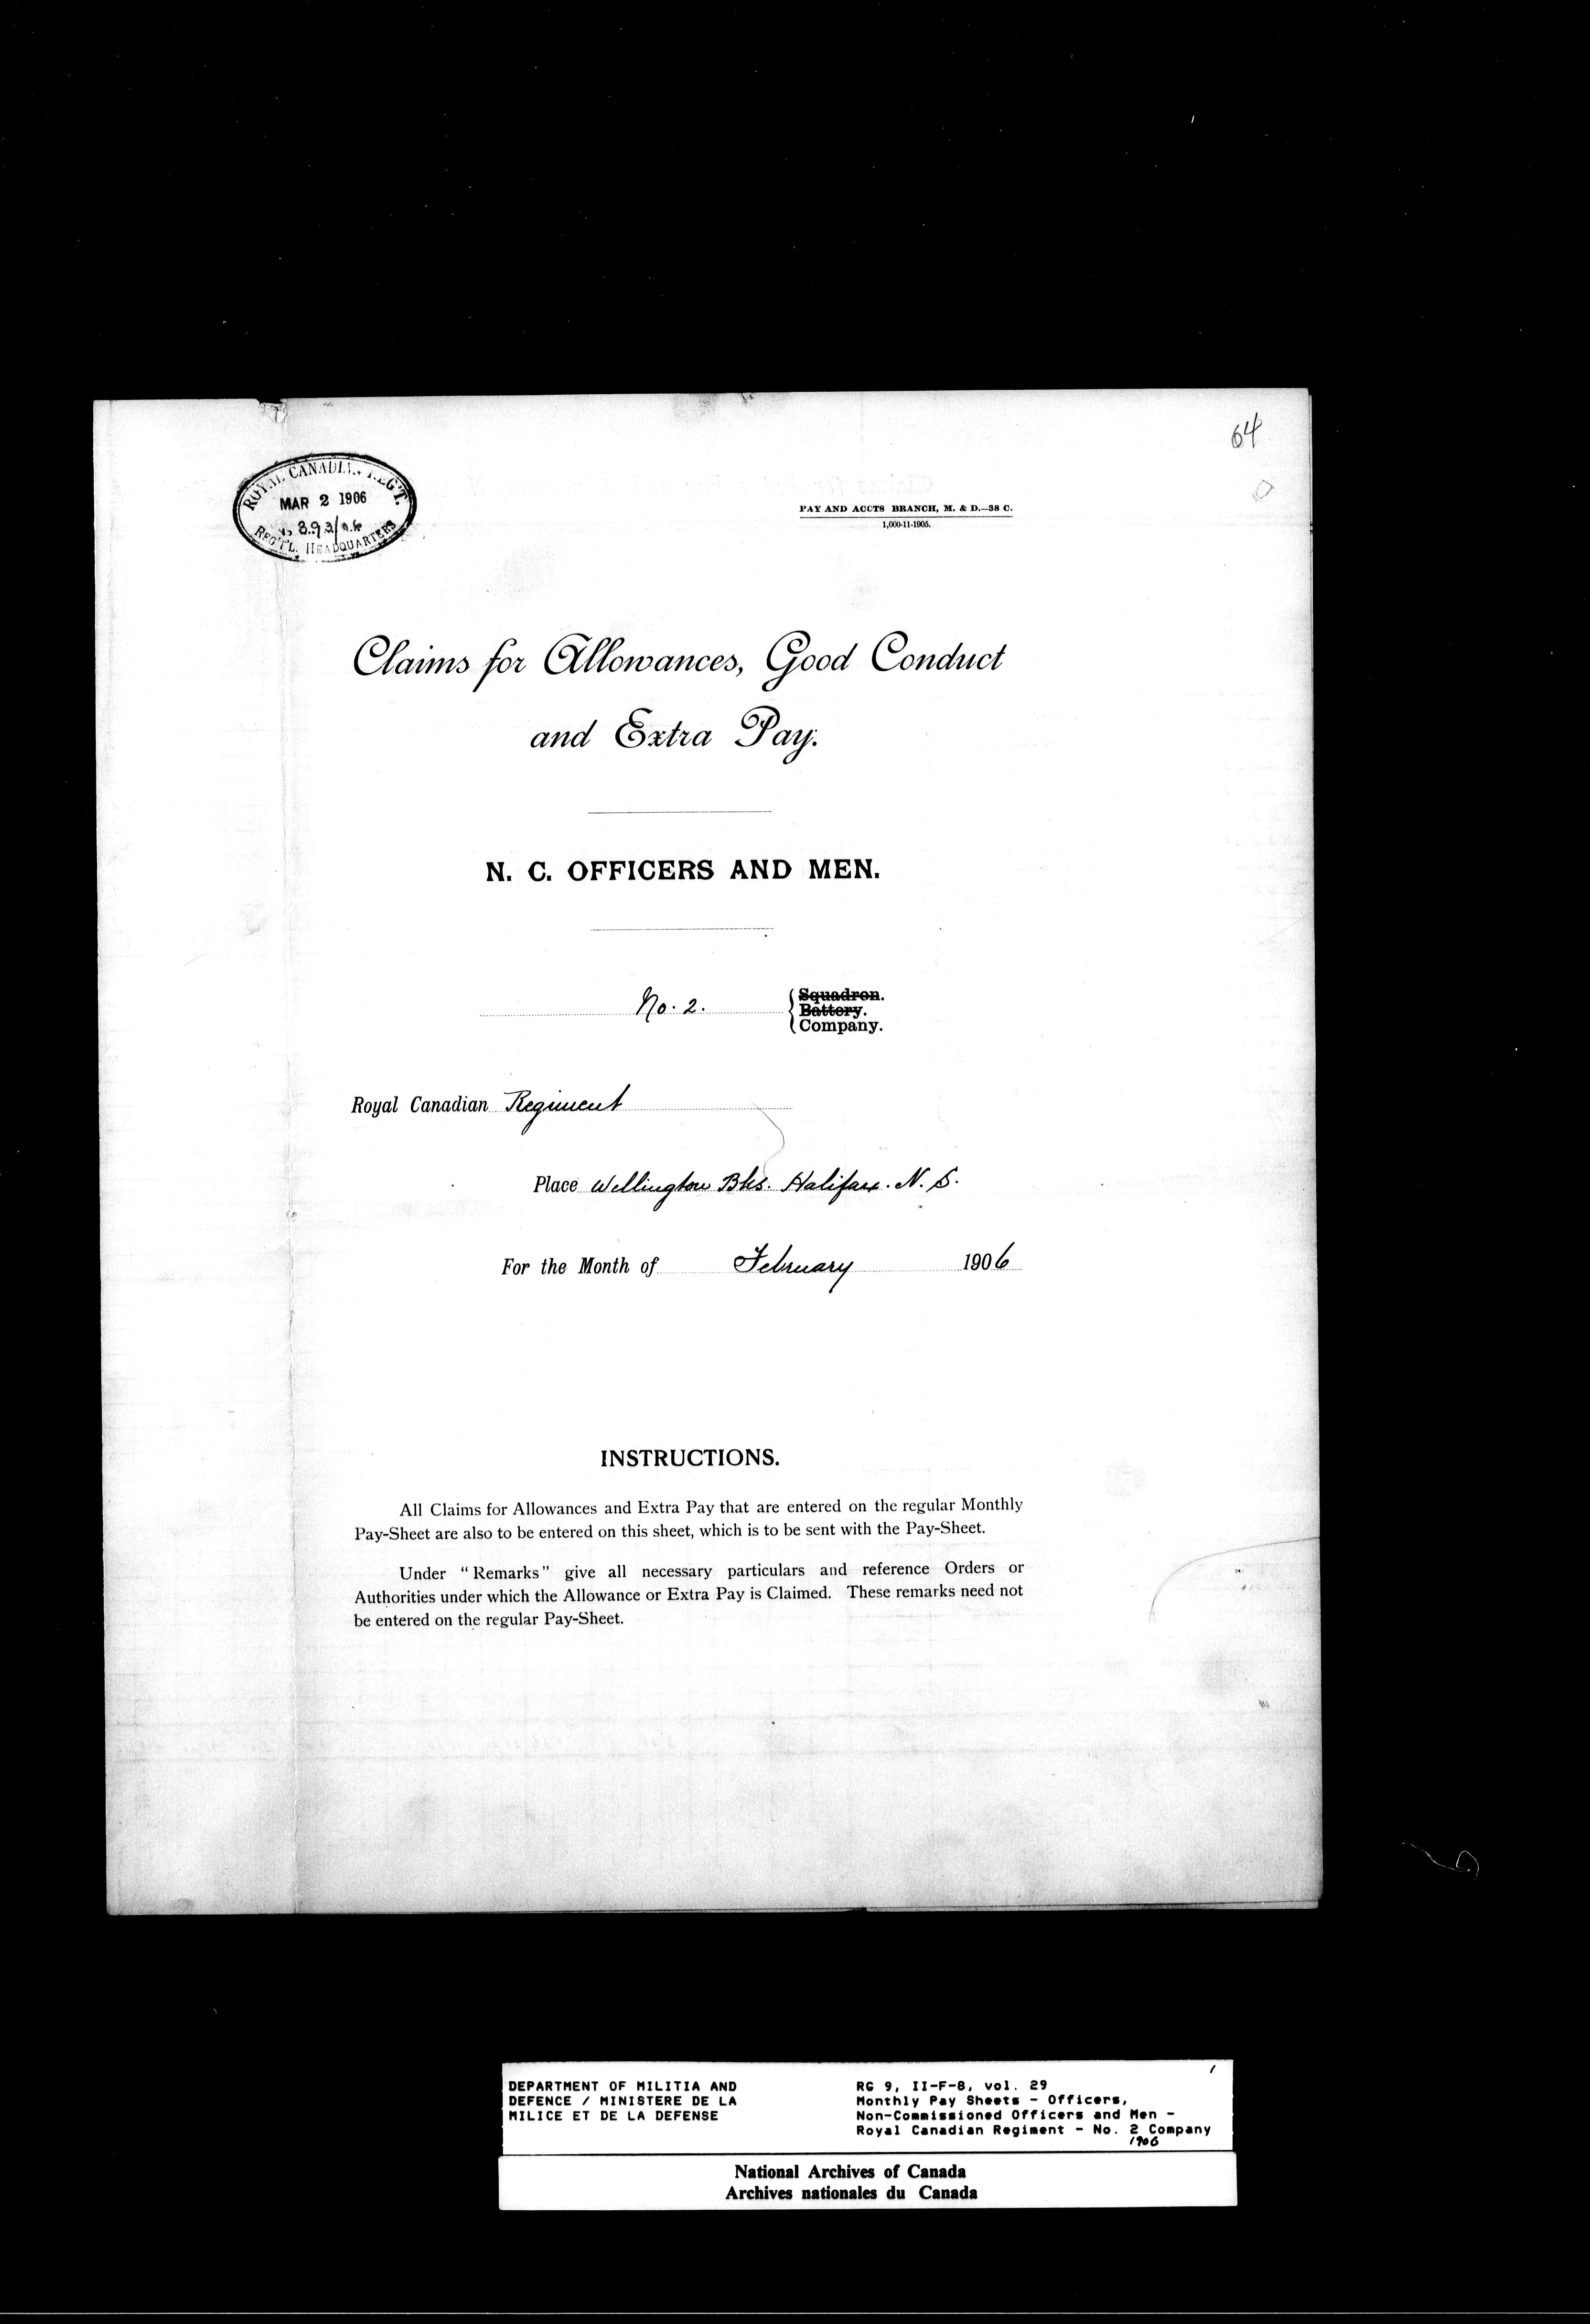 64
ROYAL CANADIAN REG'T.
MAR 2 1906
No 893/06
REG'T'L. HEADQUARTERS
PAY AND ACCTS BRANCH, M. & D.—38 C.
1,000-11-1905.
Claims for Allowances, Good Conduct
and Extra Pay.
N. C. OFFICERS AND MEN.
Squadron.
No. 2. Battery.
Company.
Royal Canadian Regiment
Place Wellington Bks. Halifax. N. S.
For the Month of February 1906
INSTRUCTIONS.
All Claims for Allowances and Extra Pay that are entered on the regular Monthly
Pay-Sheet are also to be entered on this sheet, which is to be sent with the Pay-Sheet.
Under "Remarks" give all necessary particulars and reference Orders or
Authorities under which the Allowance or Extra Pay is Claimed. These remarks need not
be entered on the regular Pay-Sheet.
DEPARTMENT OF MILITIA AND
DEFENCE / MINISTERE DE LA
MILICE ET DE LA DEFENSE
RG 9, II-F-8, vol. 29
Monthly Pay Sheets - Officers,
Non-Commissioned Officers and Men -
Royal Canadian Regiment - No. 2 Company
1906
National Archives of Canada
Archives nationales du Canada